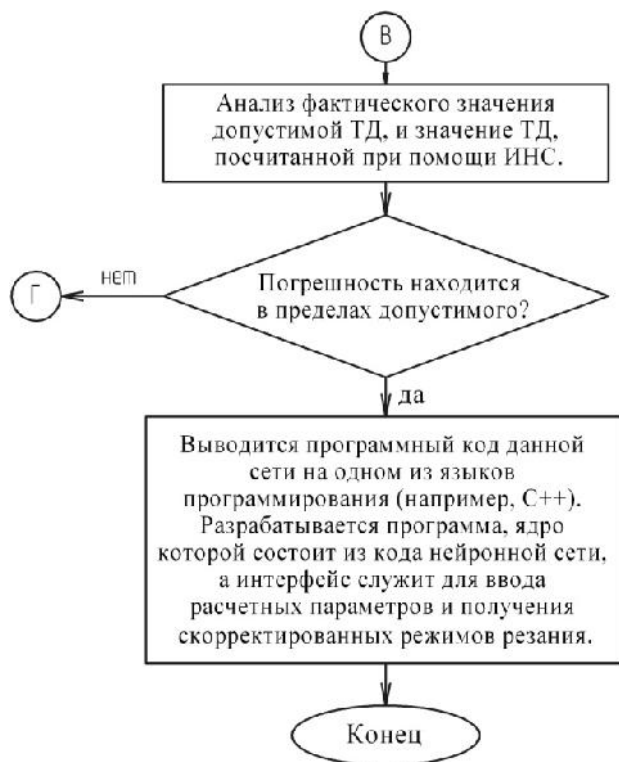 В
Анализ фактического значения
допустимой ТД, и значение ТД,
посчитанной при помощи ИНС.
Г
нет
Погрешность находится
в пределах допустимого?
да
Выводится программный код данной
сети на одном из языков
программирования (например, С++).
Разрабатывается программа, ядро
которой состоит из кода нейронной сети,
а интерфейс служит для ввода
расчетных параметров и получения
скорректированных режимов резания.
Конец